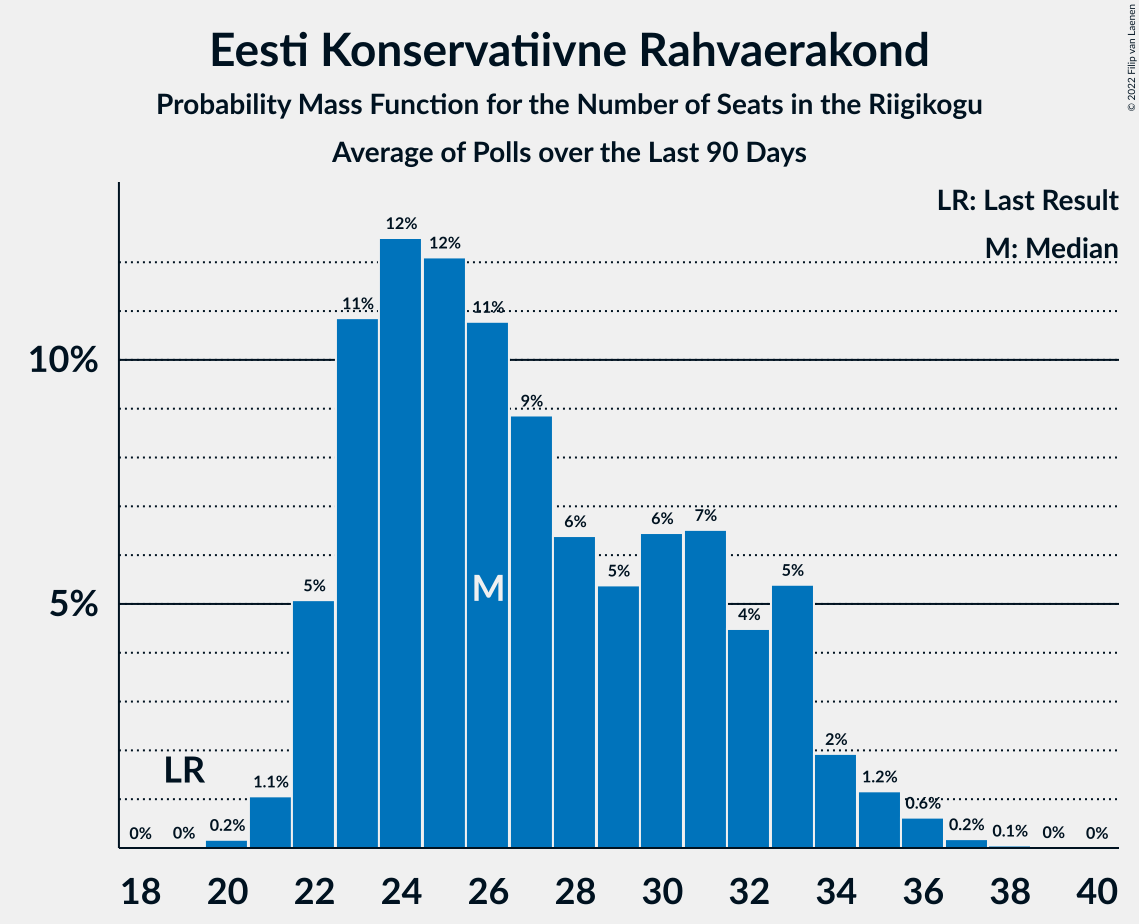 Eesti Konservatiivne Rahvaerakond
Probability Mass Function for the Number of Seats in the Riigikogu
Average of Polls over the Last 90 Days
© 2022 Filip van Laenen
LR: Last Result
M: Median
10%
5%
0% 0% 0.2% 1.1% 5% 11% 12% 12% 11% 9% 6% 5% 6% 7% 4% 5% 2% 1.2% 0.6% 0.2% 0.1% 0% 0%
LR
M
18 20 22 24 26 28 30 32 34 36 38 40